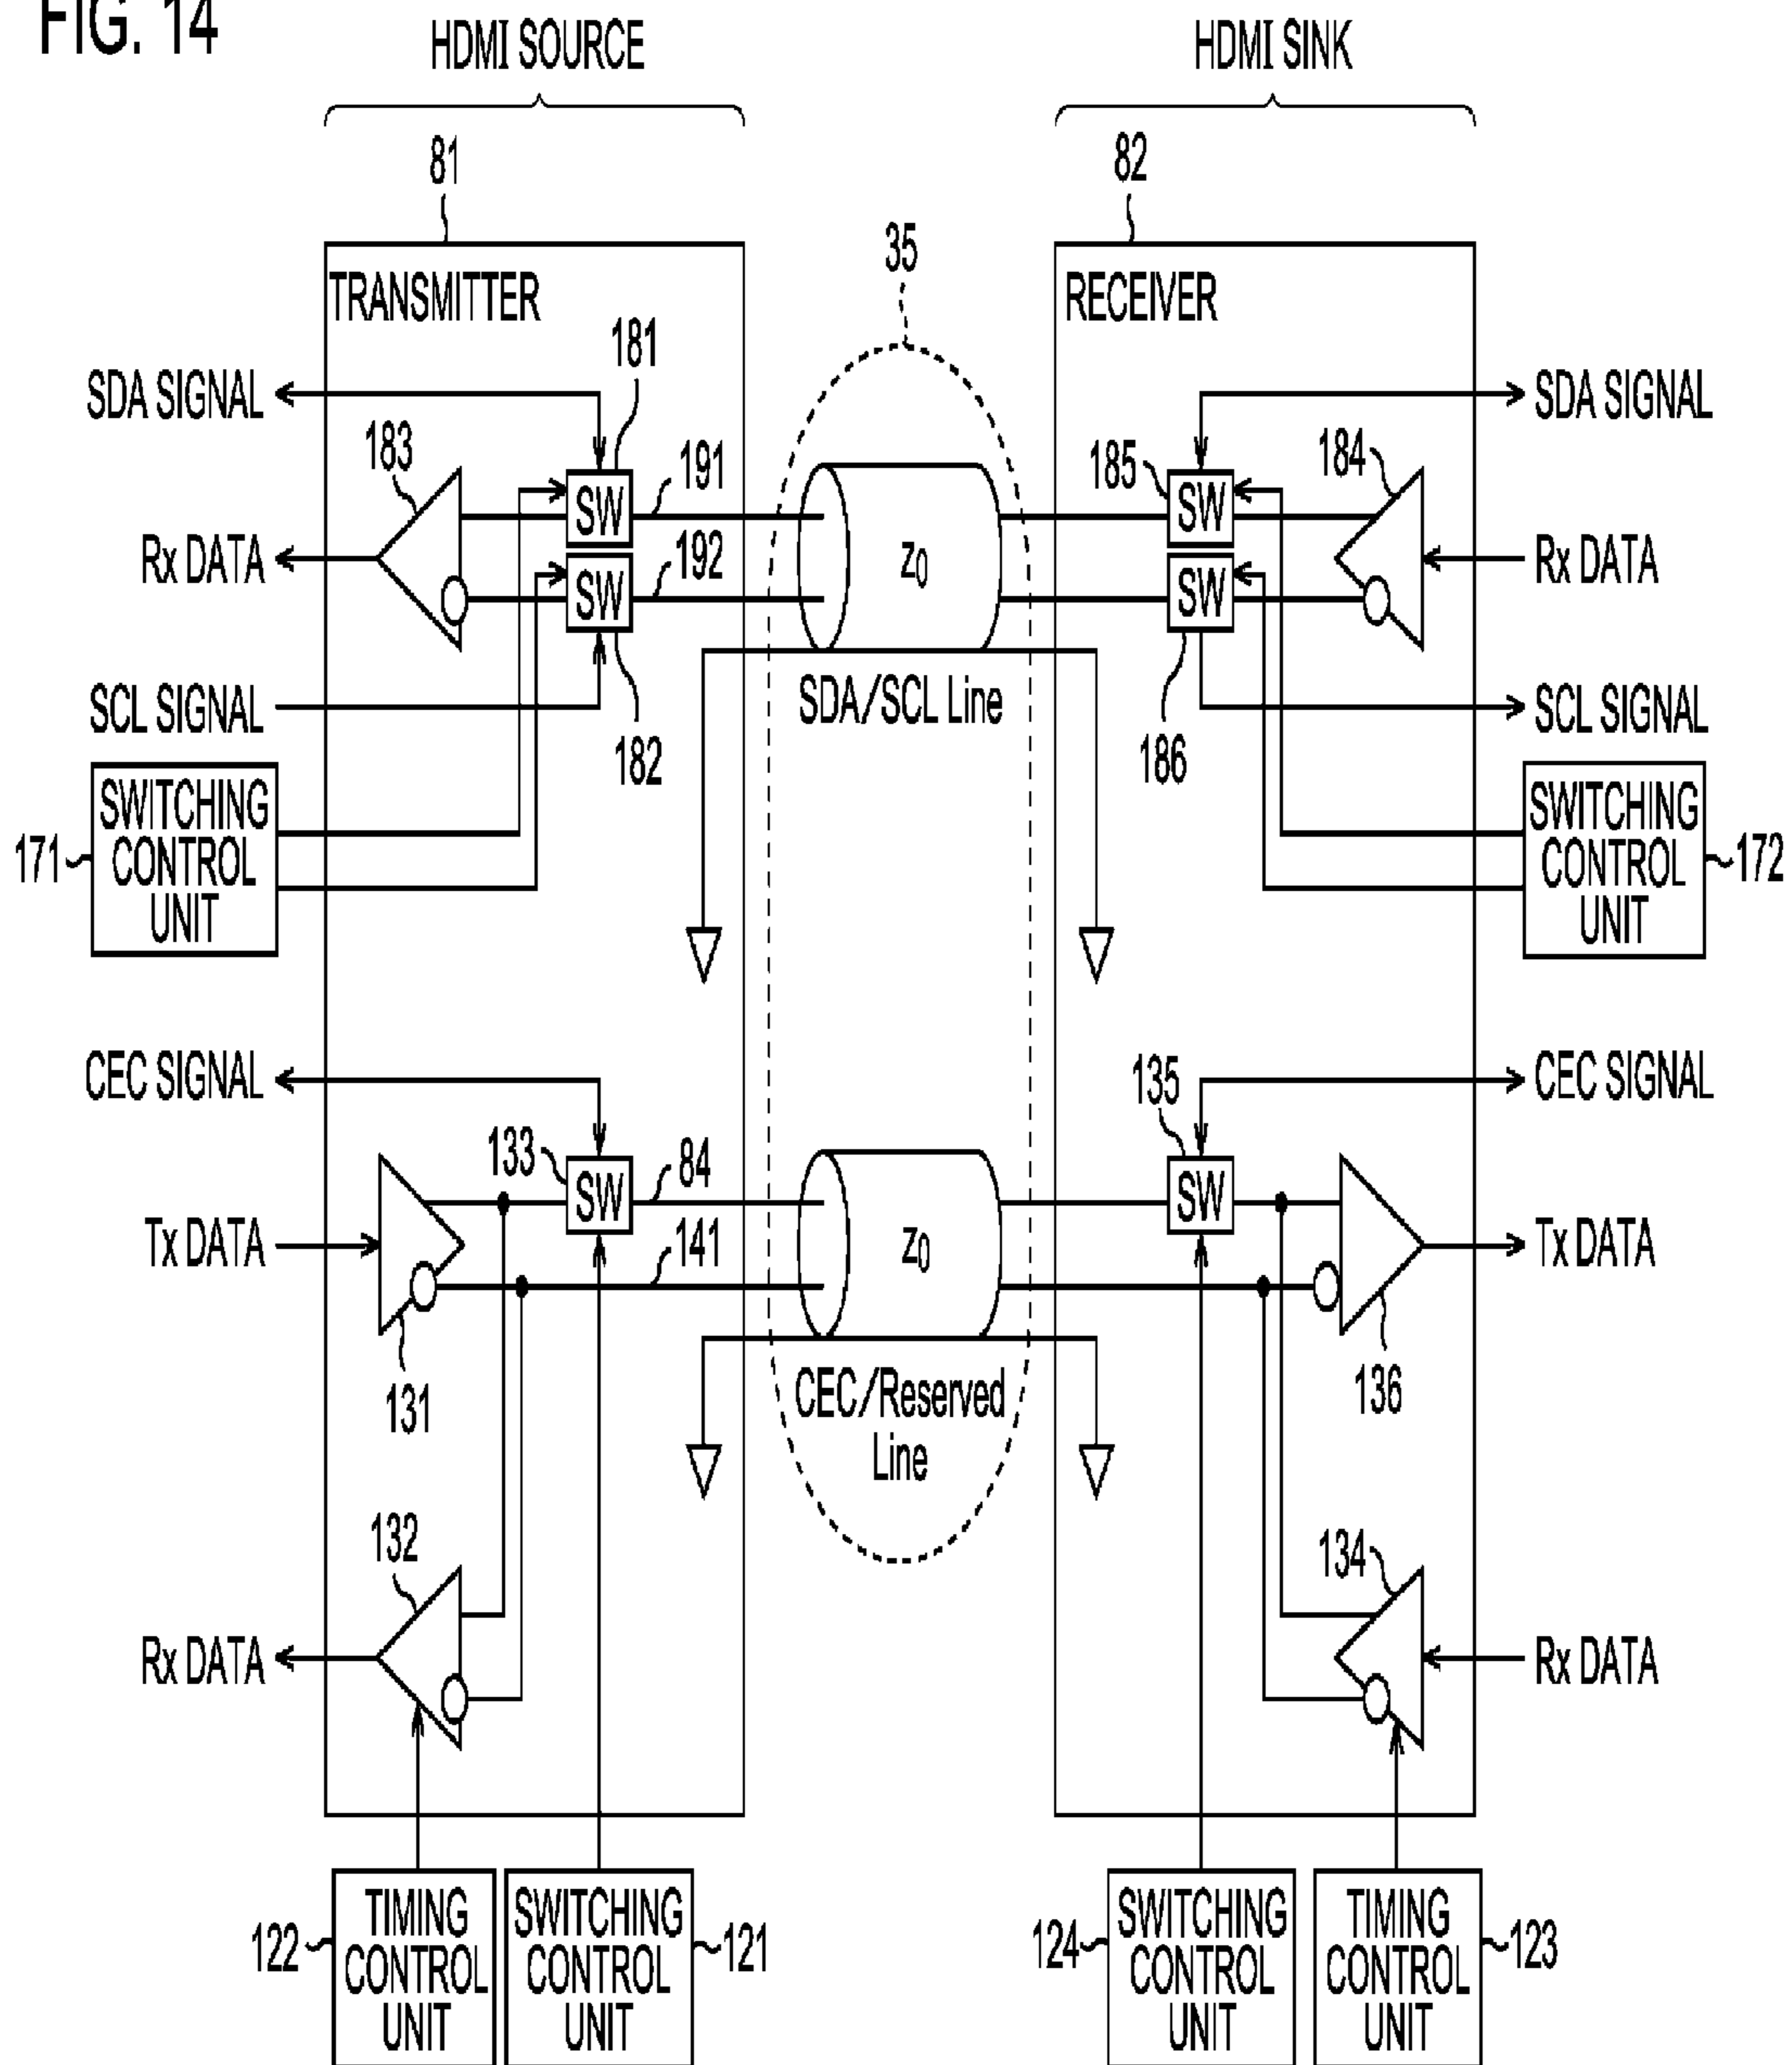 FIG. 14
HDMI SOURCE
HDMI SINK
81
82
35
TRANSMITTER
RECEIVER
181
SDA SIGNAL
SDA SIGNAL
183
191
185
184
SW
SW
Rx DATA
192
Z0
Rx DATA
SW
SW
SCL SIGNAL
182
SDA/SCL Line
186
SCL SIGNAL
171
SWITCHING
CONTROL
UNIT
SWITCHING
CONTROL
UNIT
172
CEC SIGNAL
135
CEC SIGNAL
133
84
SW
SW
Tx DATA
141
Z0
Tx DATA
131
136
CEC/Reserved
Line
132
134
Rx DATA
Rx DATA
122
TIMING
CONTROL
UNIT
SWITCHING
CONTROL
UNIT
121
124
SWITCHING
CONTROL
UNIT
TIMING
CONTROL
UNIT
123